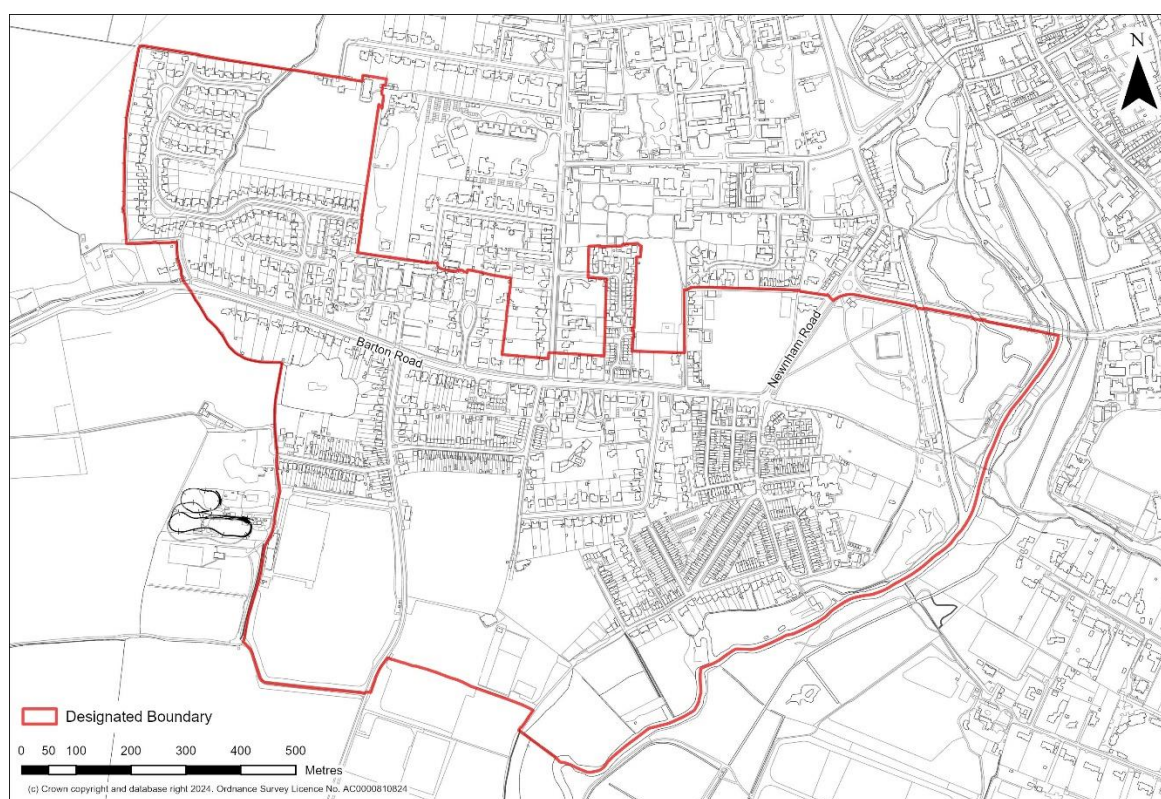 N
Barton Road
Newnham Road
Designated Boundary
0 50 100 200 300 400 500
Metres
(c) Crown copyright and database right 2024. Ordnance Survey Licence No. AC0000810824